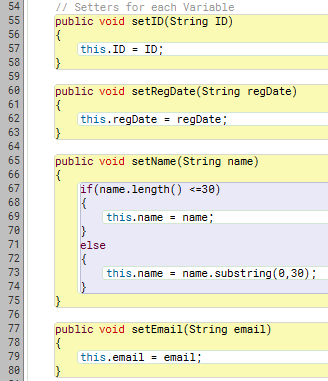 54 // Setters for each Variable
55 public void setID(String ID)
56 {
57 this.ID = ID;
58 }
59
60 public void setRegDate(String regDate)
61 {
62 this.regDate = regDate;
63 }
64
65 public void setName(String name)
66 {
67 if(name.length() <=30)
68 {
69 this.name = name;
70 }
71 else
72 {
73 this.name = name.substring(0,30);
74 }
75 }
76
77 public void setEmail(String email)
78 {
79 this.email = email;
80 }